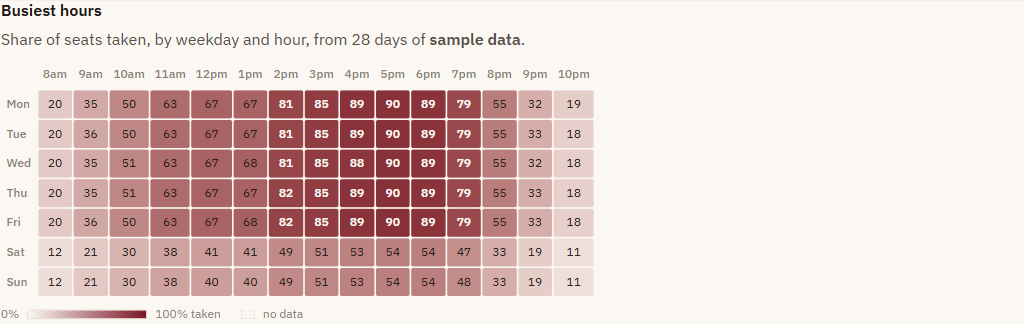 Busiest hours
Share of seats taken, by weekday and hour, from 28 days of sample data.
8am 9am 10am 11am 12pm 1pm 2pm 3pm 4pm 5pm 6pm 7pm 8pm 9pm 10pm
Mon 20 35 50 63 67 67 81 85 89 90 89 79 55 32 19
Tue 20 36 50 63 67 67 81 85 89 90 89 79 55 33 18
Wed 20 35 51 63 67 68 81 85 88 90 89 79 55 32 18
Thu 20 35 51 63 67 67 82 85 89 90 89 79 55 33 18
Fri 20 36 50 63 67 68 82 85 89 90 89 79 55 33 18
Sat 12 21 30 38 41 41 49 51 53 54 54 47 33 19 11
Sun 12 21 30 38 40 40 49 51 53 54 54 48 33 19 11
0% 100% taken no data